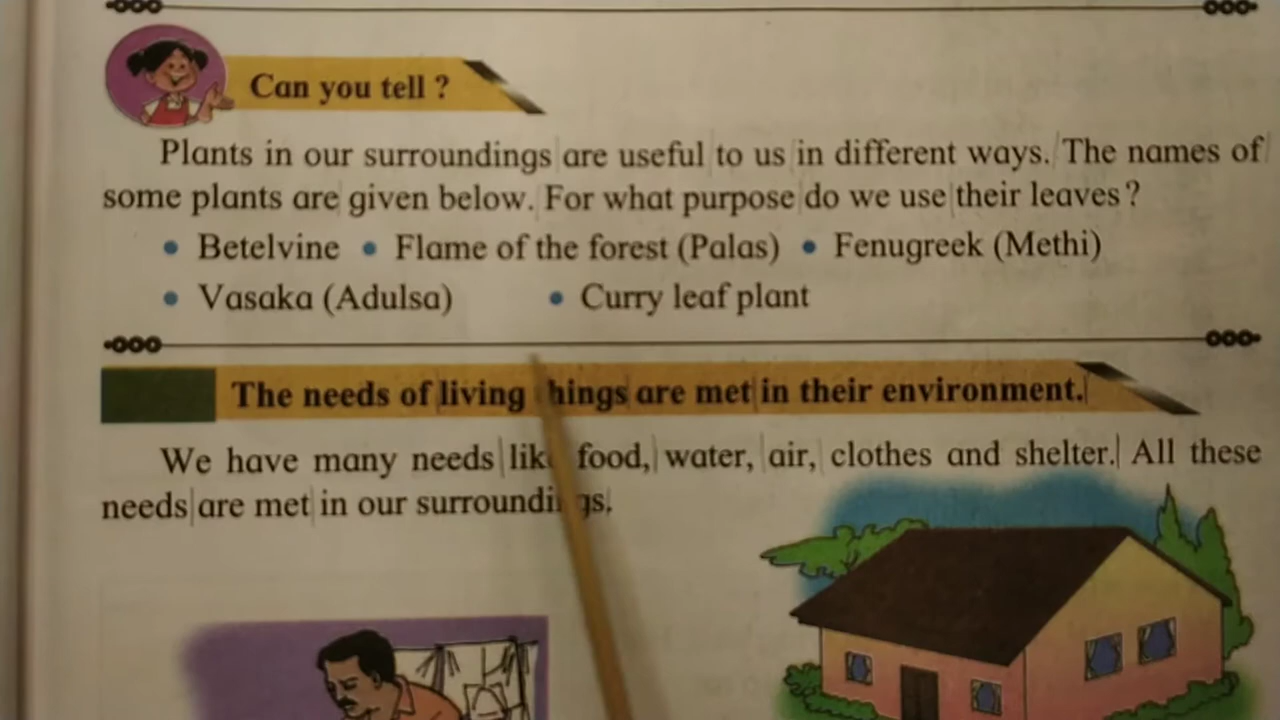 Can you tell ?
Plants in our surroundings are useful to us in different ways. The names of
some plants are given below. For what purpose do we use their leaves?
• Betelvine • Flame of the forest (Palas) • Fenugreek (Methi)
• Vasaka (Adulsa) • Curry leaf plant
The needs of living things are met in their environment.
We have many needs like food, water, air, clothes and shelter. All these
needs are met in our surroundings.